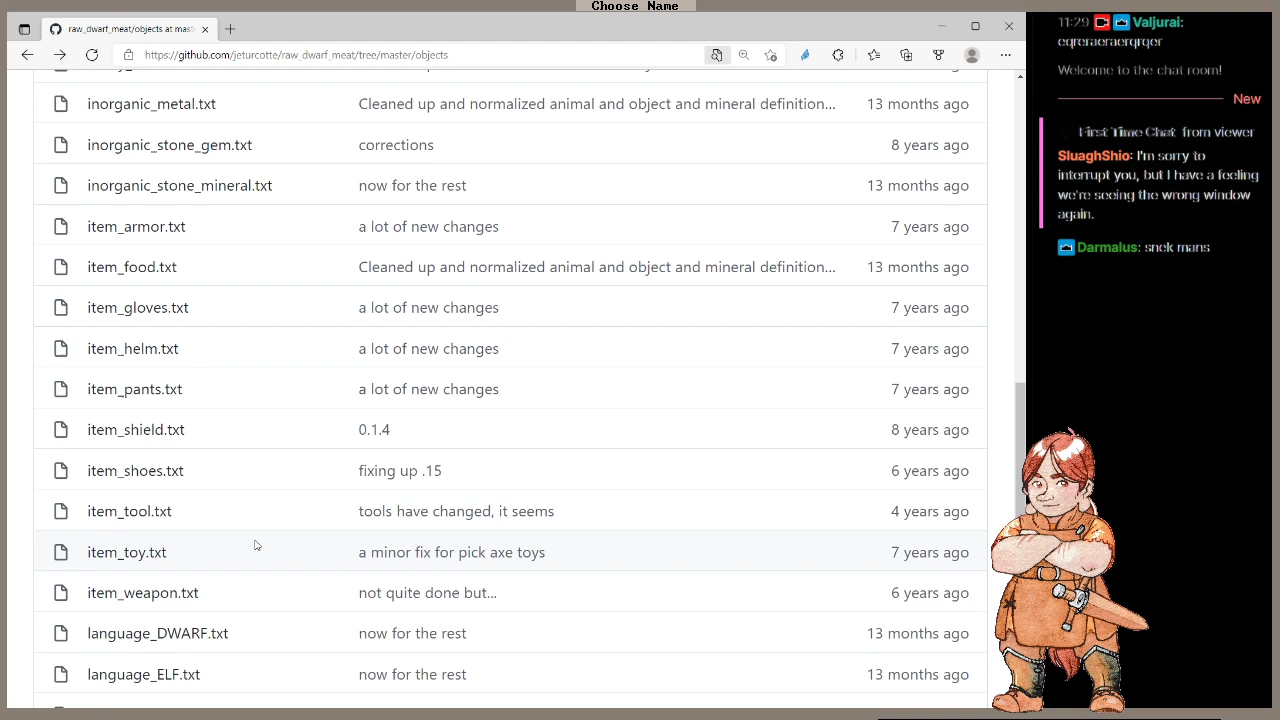 Choose Name
raw_dwarf_meat/objects at mast
https://github.com/jeturcotte/raw_dwarf_meat/tree/master/objects
inorganic_metal.txt Cleaned up and normalized animal and object and mineral definition... 13 months ago
inorganic_stone_gem.txt corrections 8 years ago
inorganic_stone_mineral.txt now for the rest 13 months ago
item_armor.txt a lot of new changes 7 years ago
item_food.txt Cleaned up and normalized animal and object and mineral definition... 13 months ago
item_gloves.txt a lot of new changes 7 years ago
item_helm.txt a lot of new changes 7 years ago
item_pants.txt a lot of new changes 7 years ago
item_shield.txt 0.1.4 8 years ago
item_shoes.txt fixing up .15 6 years ago
item_tool.txt tools have changed, it seems 4 years ago
item_toy.txt a minor fix for pick axe toys 7 years ago
item_weapon.txt not quite done but... 6 years ago
language_DWARF.txt now for the rest 13 months ago
language_ELF.txt now for the rest 13 months ago
11:29 Valjurai:
Welcome to the chat room!
New
First Time Chat from viewer
SluaghShio: I'm sorry to
interrupt you, but I have a feeling
we're seeing the wrong window
again.
Darmalus: snek mans